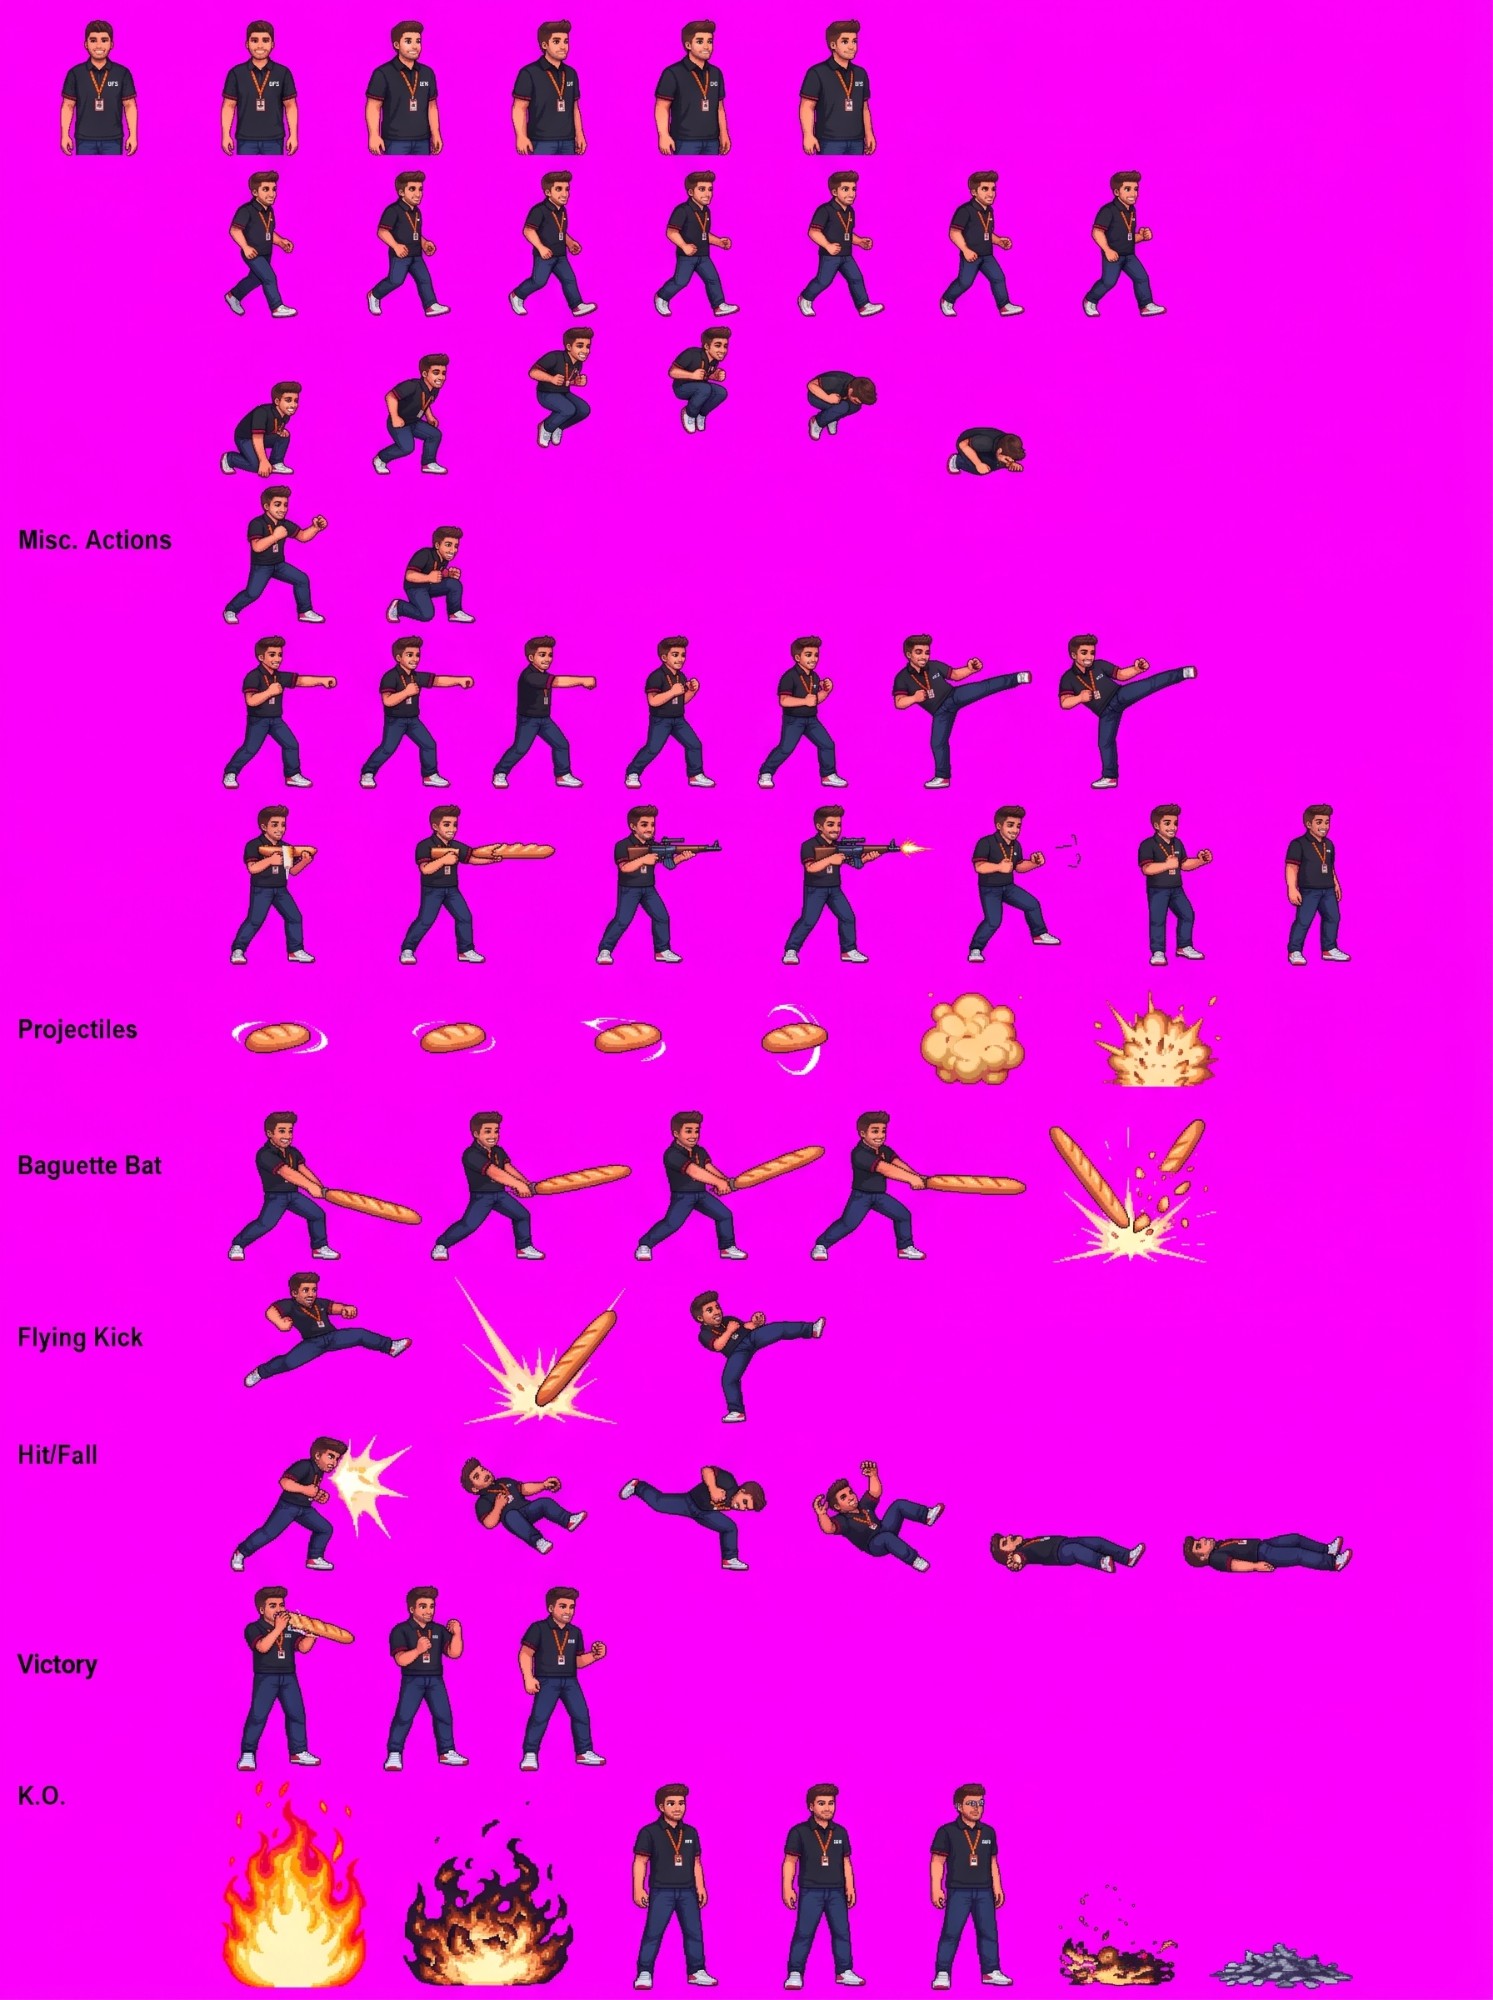 Misc. Actions
Projectiles
Baguette Bat
Flying Kick
Hit/Fall
Victory
K.O.